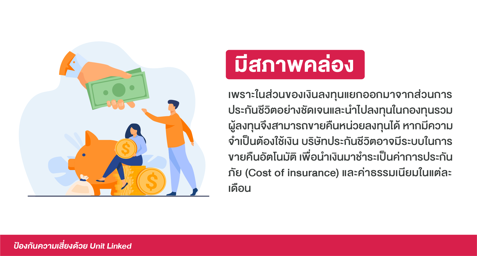 มีสภาพคล่อง
เพราะในส่วนของเงินลงทุนแยกออกมาจากส่วนการ
ประกันชีวิตอย่างชัดเจนและนำไปลงทุนในกองทุนรวม
ผู้ลงทุนจึงสามารถขายคืนหน่วยลงทุนได้ หากมีความ
จำเป็นต้องใช้เงิน บริษัทประกันชีวิตอาจมีระบบในการ
ขายคืนอัตโนมัติ เพื่อนำเงินมาชำระเป็นค่าการประกัน
ภัย (Cost of insurance) และค่าธรรมเนียมในแต่ละ
เดือน
ป้องกันความเสี่ยงด้วย Unit Linked